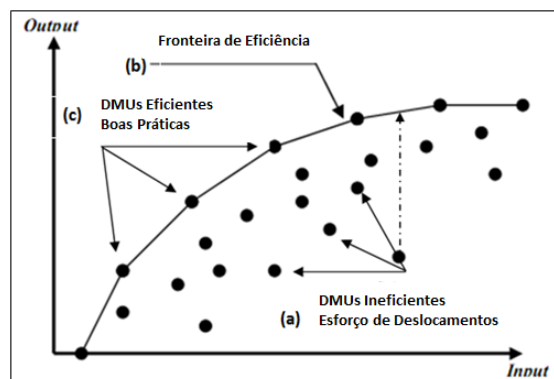 Output
Fronteira de Eficiência
(b)
(c)
DMUs Eficientes
Boas Práticas
DMUs Ineficientes
(a)
Esforço de Deslocamentos
Input